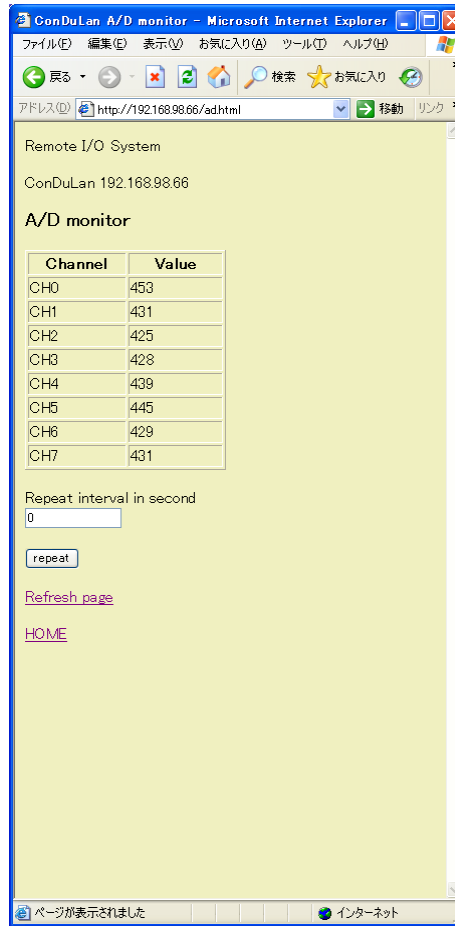 ConDuLan A/D monitor - Microsoft Internet Explorer
ファイル(F) 編集(E) 表示(V) お気に入り(A) ツール(T) ヘルプ(H)
戻る 検索 お気に入り
アドレス(D) http://192.168.98.66/ad.html 移動 リンク
Remote I/O System
ConDuLan 192.168.98.66
A/D monitor
Channel Value
CH0 453
CH1 431
CH2 425
CH3 428
CH4 439
CH5 445
CH6 429
CH7 431
Repeat interval in second
0
repeat
Refresh page
HOME
ページが表示されました インターネット